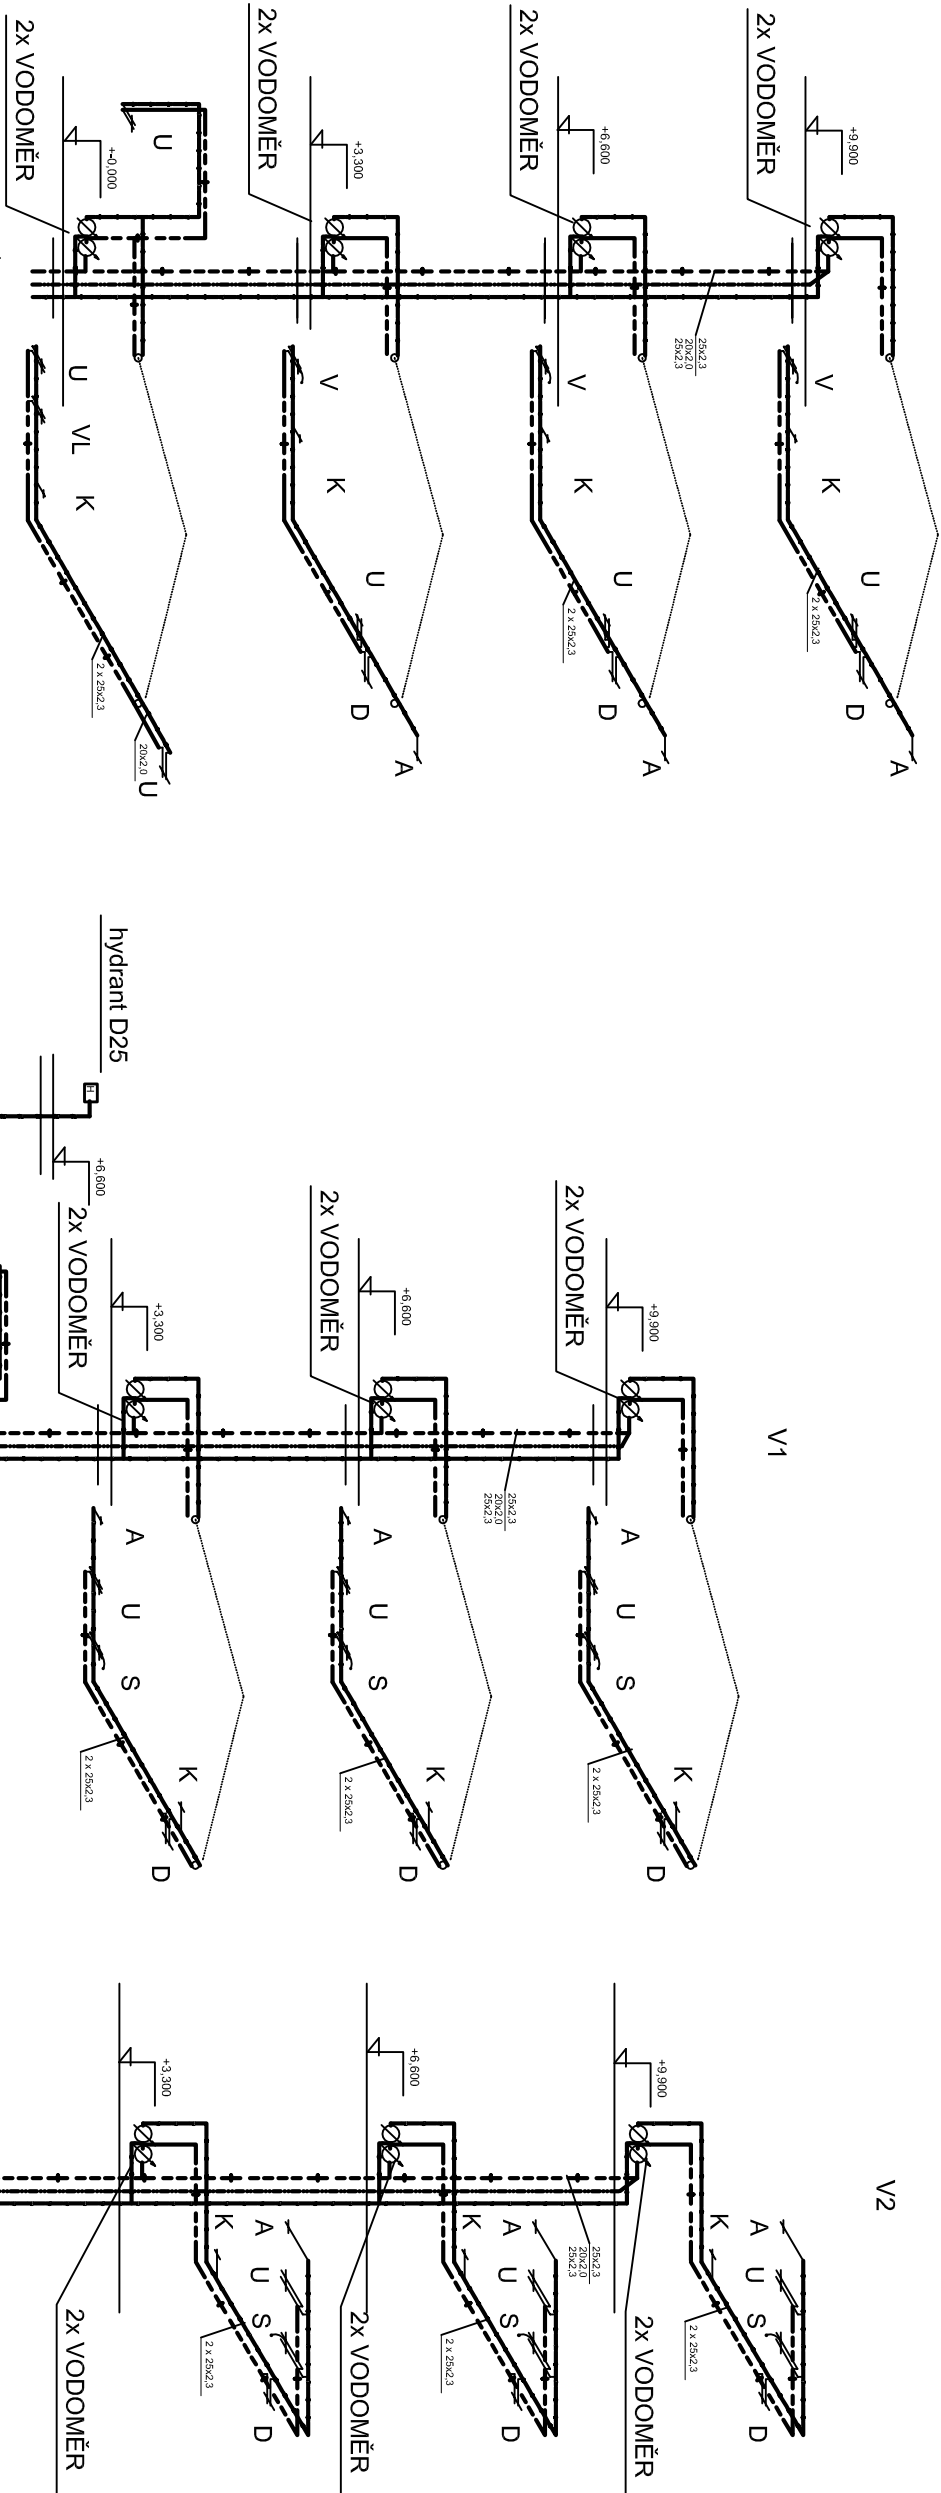 V1
V2
2x VODOMĚR
+9,900
V
K
U
2 x 25x2,3
D
A
2x VODOMĚR
+6,600
25x2,3
20x2,0
25x2,3
V
K
U
2 x 25x2,3
D
A
2x VODOMĚR
+3,300
V
K
U
D
A
2x VODOMĚR
+-0,000
U
U
VL
K
2 x 25x2,3
20x2,0
U
hydrant D25
H
+6,600
2x VODOMĚR
+9,900
A
U
S
K
2 x 25x2,3
D
2x VODOMĚR
+6,600
25x2,3
20x2,0
25x2,3
A
U
S
K
2 x 25x2,3
D
2x VODOMĚR
+3,300
A
U
S
K
2 x 25x2,3
D
+9,900
K
A
U
S
2 x 25x2,3
D
2x VODOMĚR
+6,600
25x2,3
20x2,0
25x2,3
K
A
U
S
2 x 25x2,3
D
2x VODOMĚR
+3,300
K
A
U
S
2 x 25x2,3
D
2x VODOMĚR